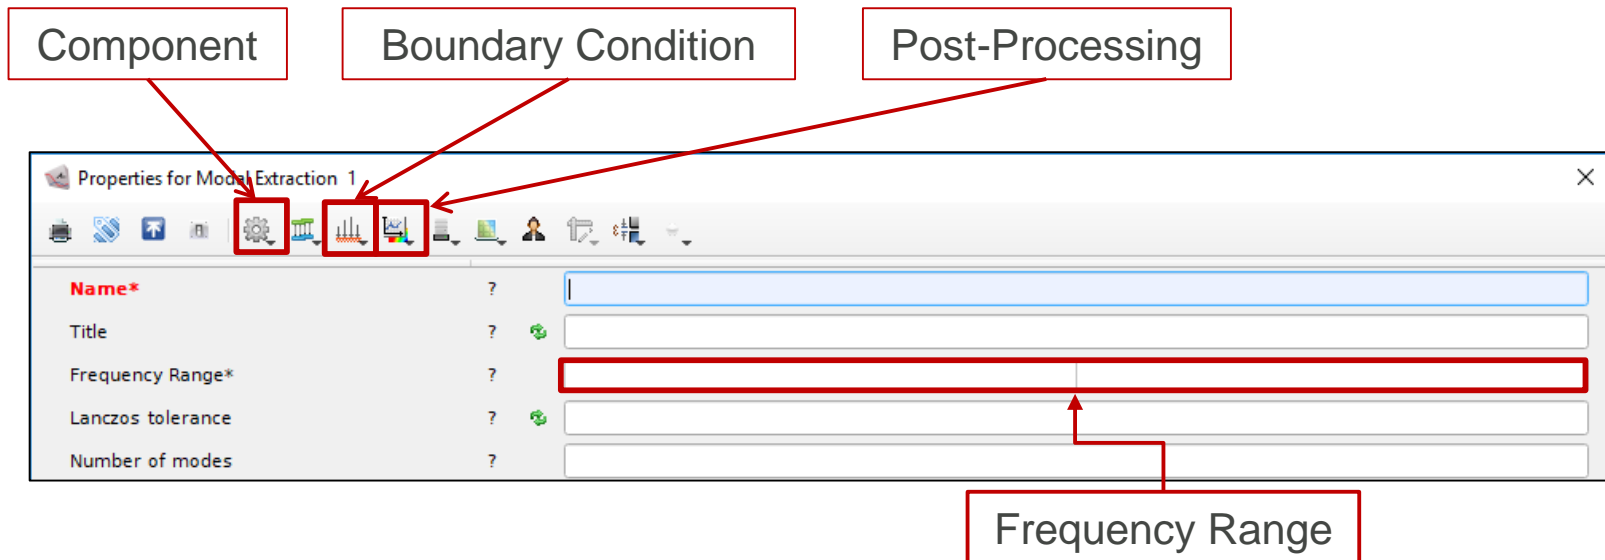 Component
Boundary Condition
Post-Processing
Properties for Modal Extraction 1
Name* ?
Title ?
Frequency Range* ?
Lanczos tolerance ?
Number of modes ?
Frequency Range